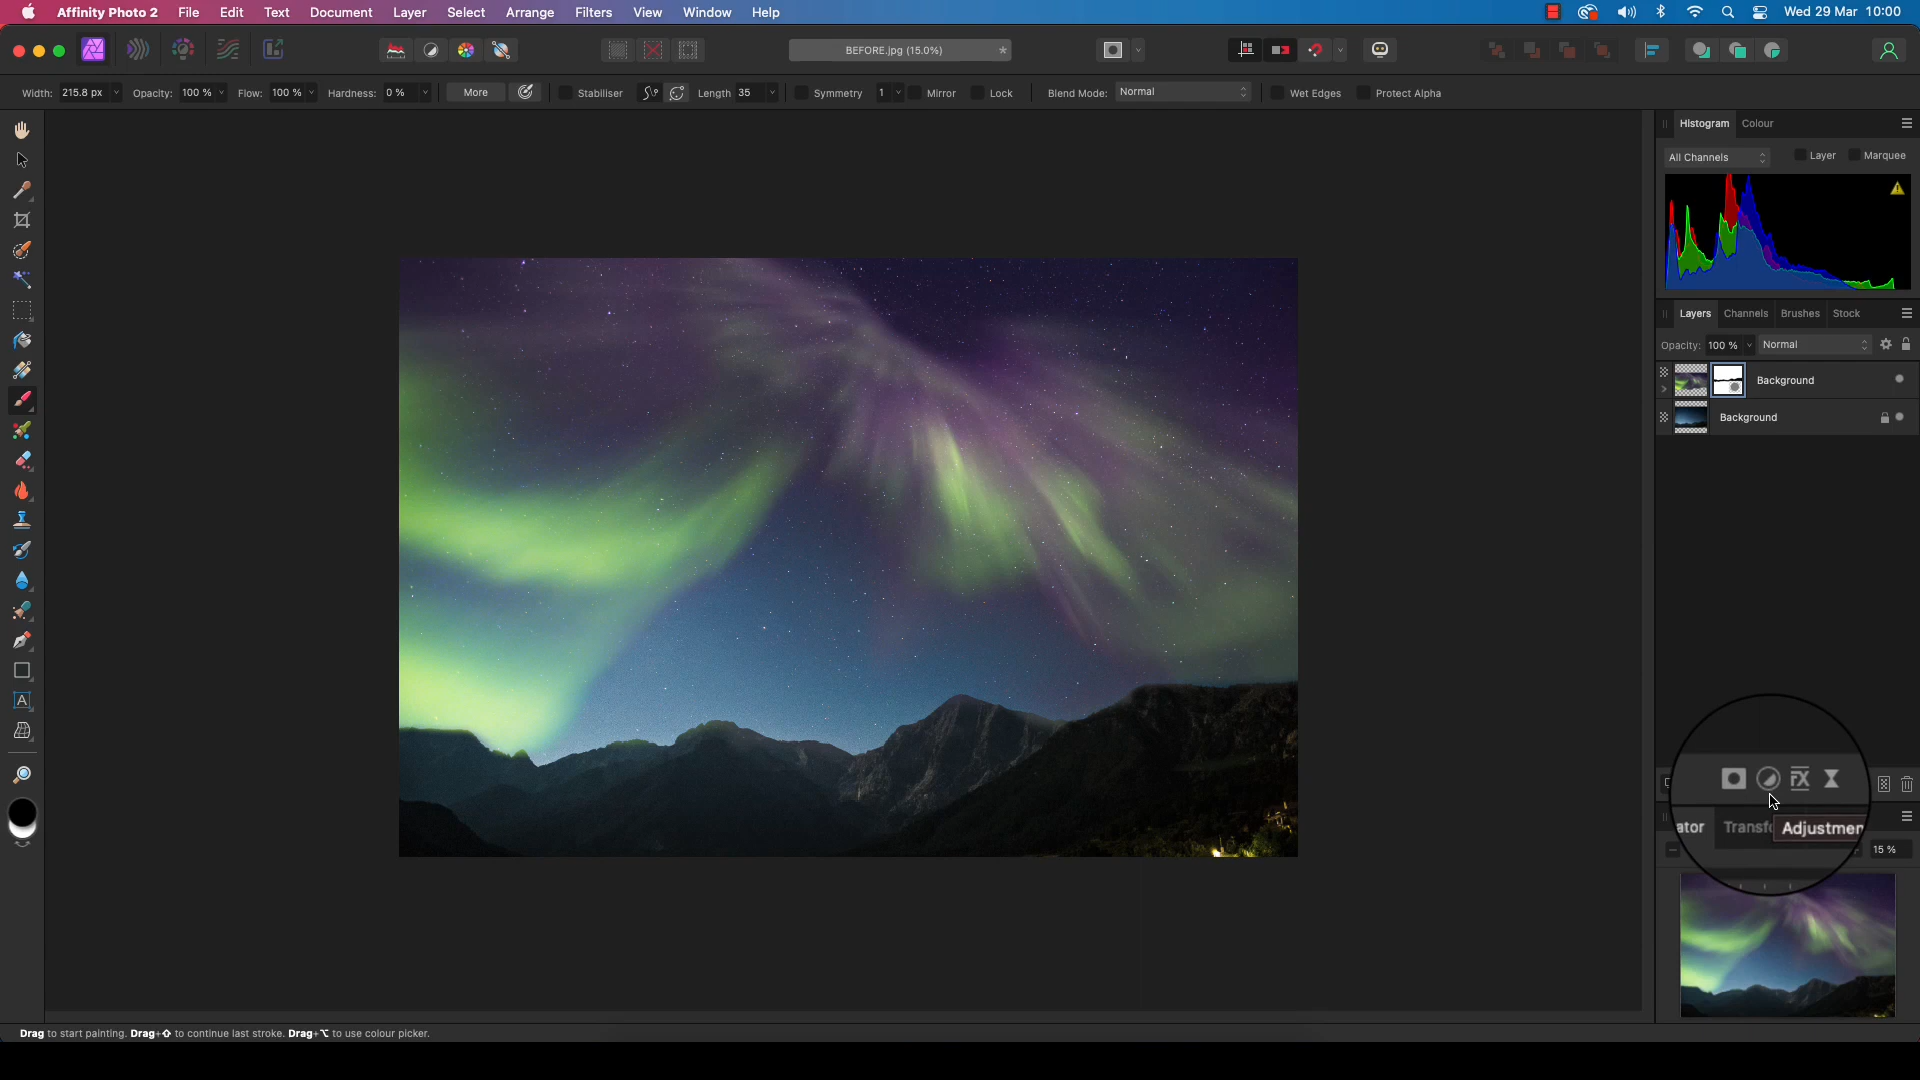 Affinity Photo 2 File Edit Text Document Layer Select Arrange Filters View Window Help Wed 29 Mar 10:00
BEFORE.jpg (15.0%) *
Width: 215.8 px Opacity: 100 % Flow: 100 % Hardness: 0 % More Stabiliser Length 35 Symmetry 1 Mirror Lock Blend Mode: Normal Wet Edges Protect Alpha
Histogram Colour
All Channels Layer Marquee
Layers Channels Brushes Stock
Opacity: 100 % Normal
Background
Background
FX
ator Transfo Adjustmen
15 %
A
Drag to start painting. Drag+⇧ to continue last stroke. Drag+⌥ to use colour picker.